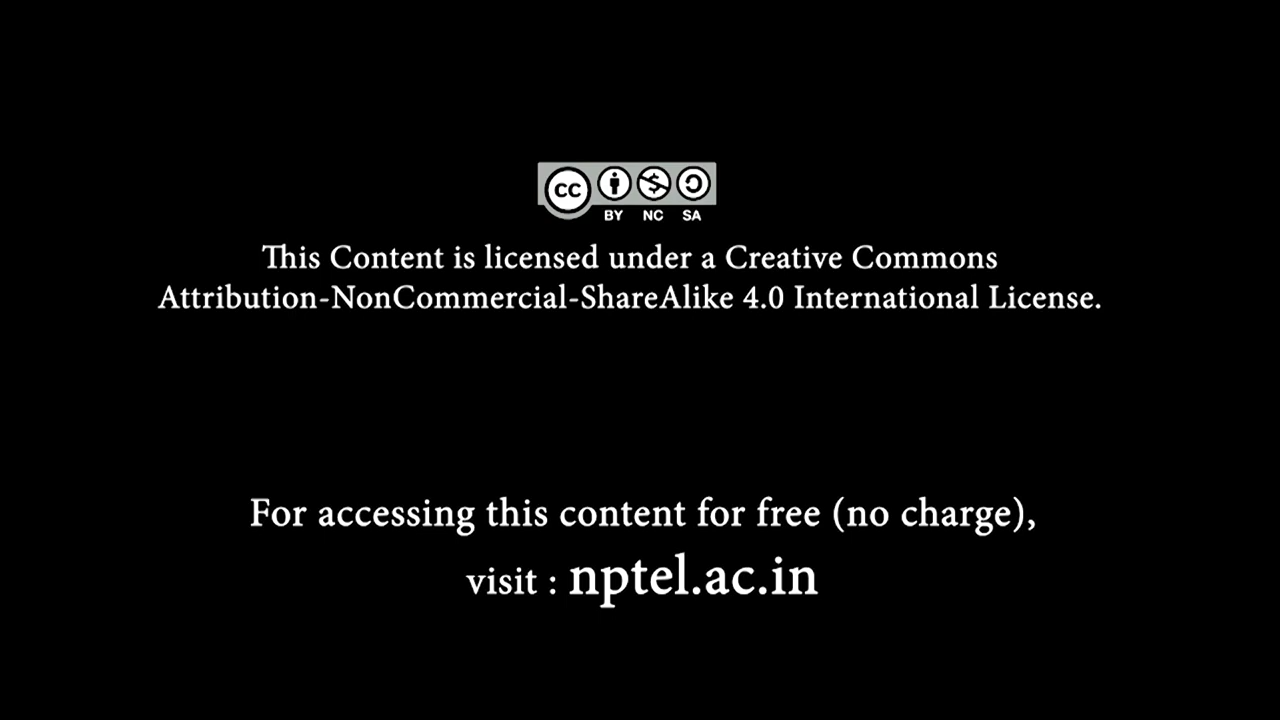 CC BY NC SA
This Content is licensed under a Creative Commons
Attribution-NonCommercial-ShareAlike 4.0 International License.
For accessing this content for free (no charge),
visit : nptel.ac.in